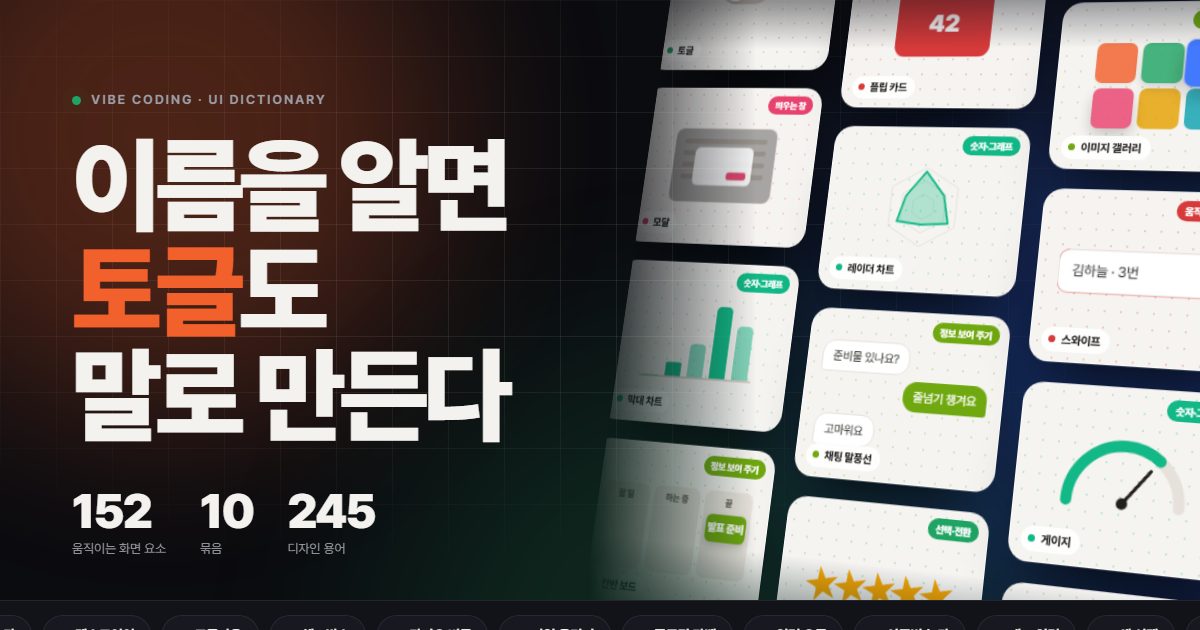 VIBE CODING · UI DICTIONARY
이름을 알면
토글도
말로 만든다
152
움직이는 화면 요소
10
묶음
245
디자인 용어
토글
띄우는 창
모달
숫자·그래프
막대 차트
정보 보여 주기
하는 중
끝
발표 준비
칸반 보드
42
플립 카드
숫자·그래프
레이더 차트
정보 보여 주기
준비물 있나요?
줄넘기 챙겨요
고마워요
채팅 말풍선
선택·전환
이미지 갤러리
김하늘 · 3번
스와이프
게이지